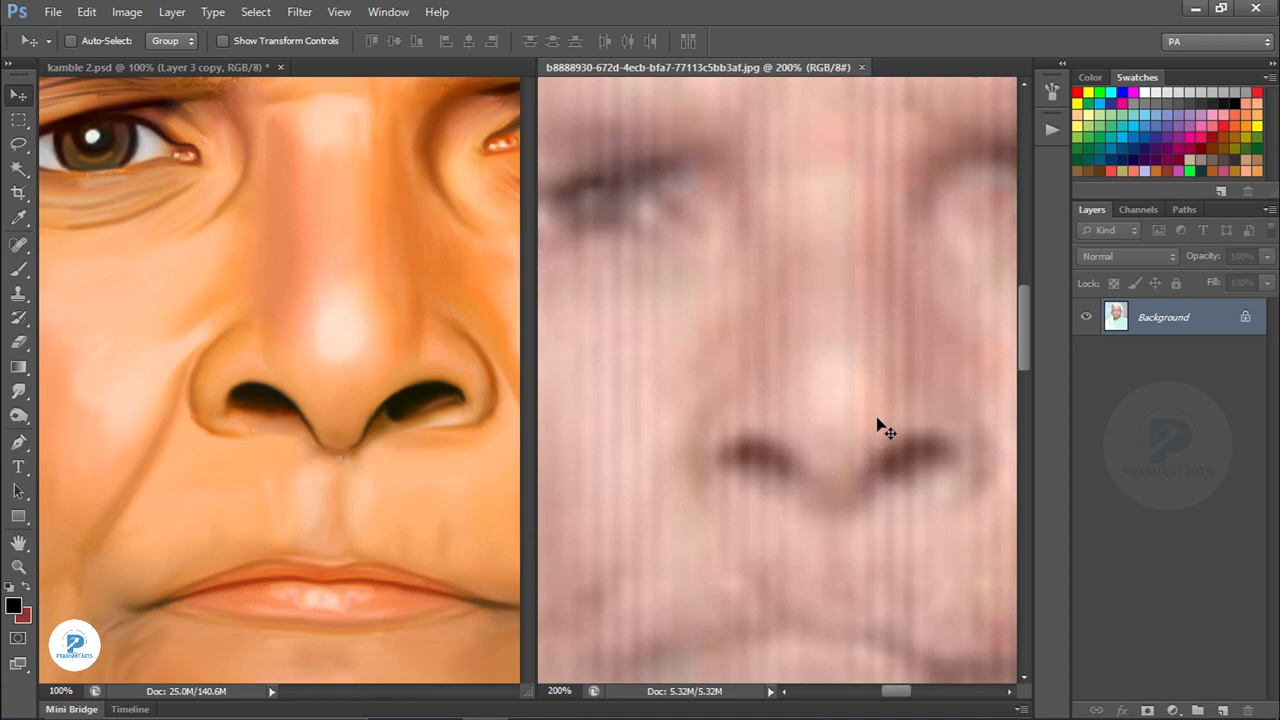 Ps File Edit Image Layer Type Select Filter View Window Help
Auto-Select: Group Show Transform Controls PA
kamble 2.psd @ 100% (Layer 3 copy, RGB/8) * ×
b8888930-672d-4ecb-bfa7-77113c5bb3af.jpg @ 200% (RGB/8#) ×
Color Swatches
Layers Channels Paths
Kind
Normal Opacity: 100%
Lock: Fill: 100%
Background
PRASHANT ARTS
PRASHANT ARTS
100% Doc: 25.0M/140.6M
200% Doc: 5.32M/5.32M
Mini Bridge Timeline